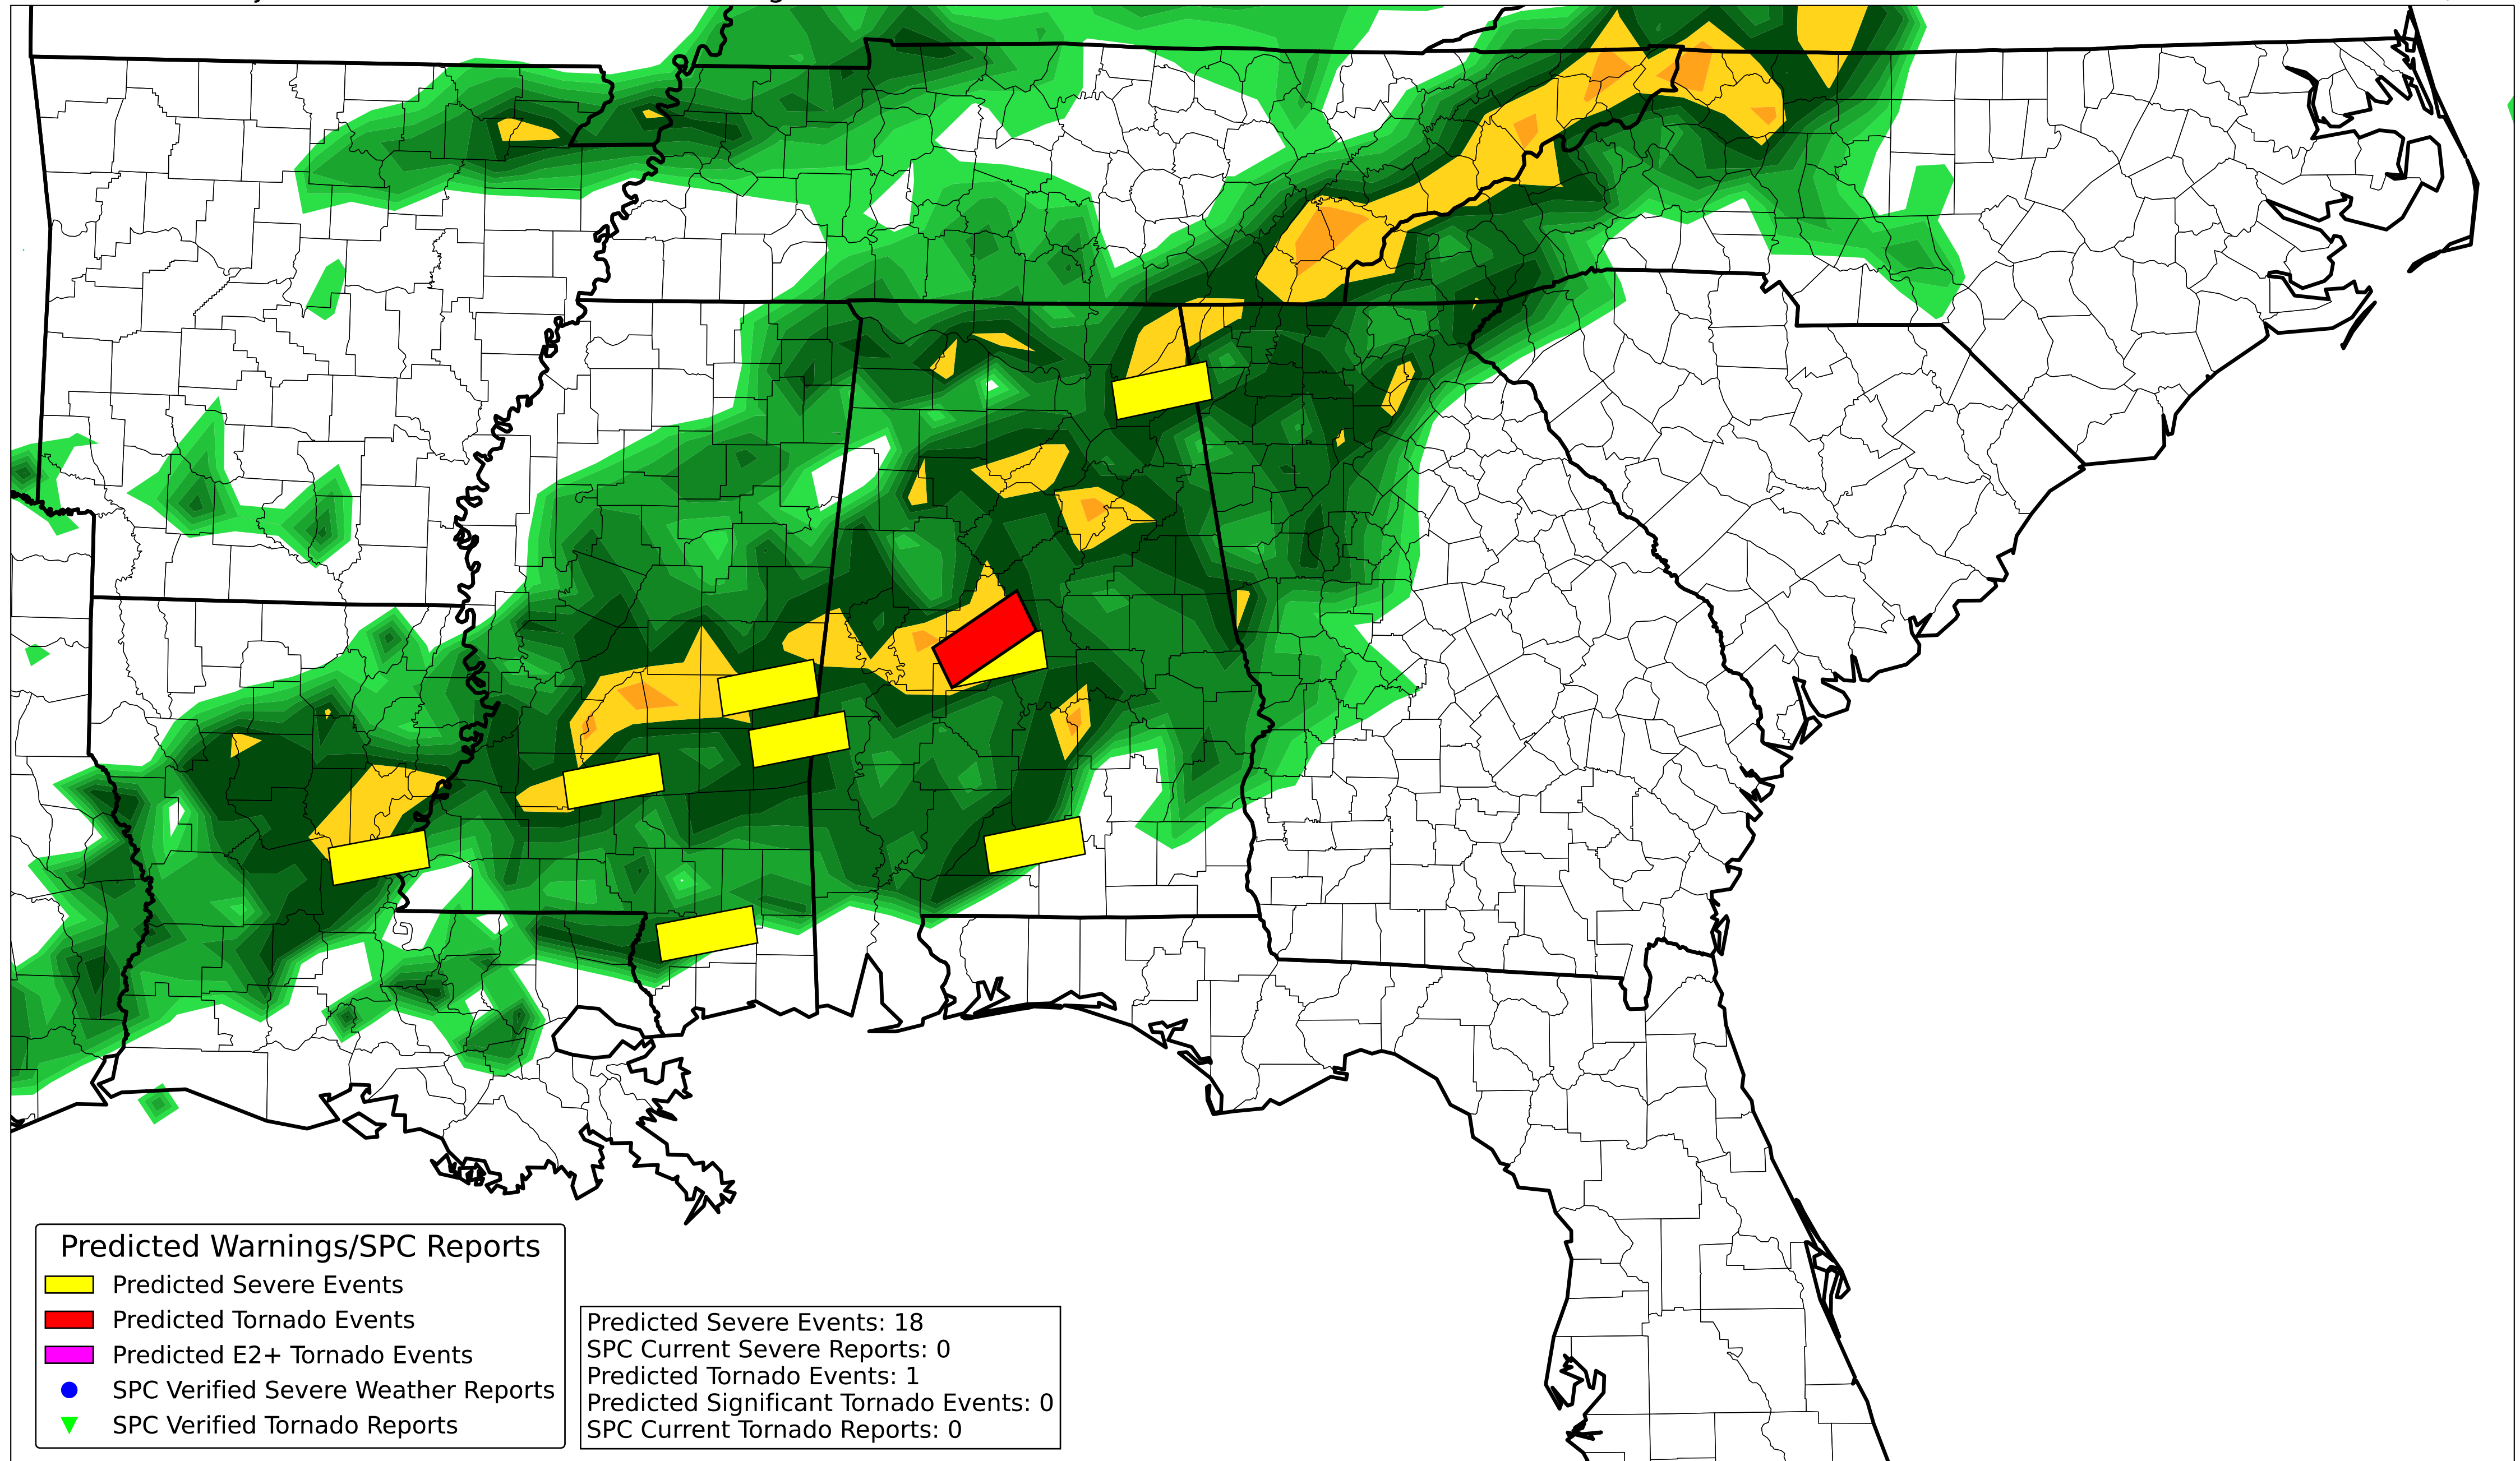 Predicted Warnings/SPC Reports
Predicted Severe Events
Predicted Tornado Events
Predicted E2+ Tornado Events
SPC Verified Severe Weather Reports
SPC Verified Tornado Reports
Predicted Severe Events: 18
SPC Current Severe Reports: 0
Predicted Tornado Events: 1
Predicted Significant Tornado Events: 0
SPC Current Tornado Reports: 0